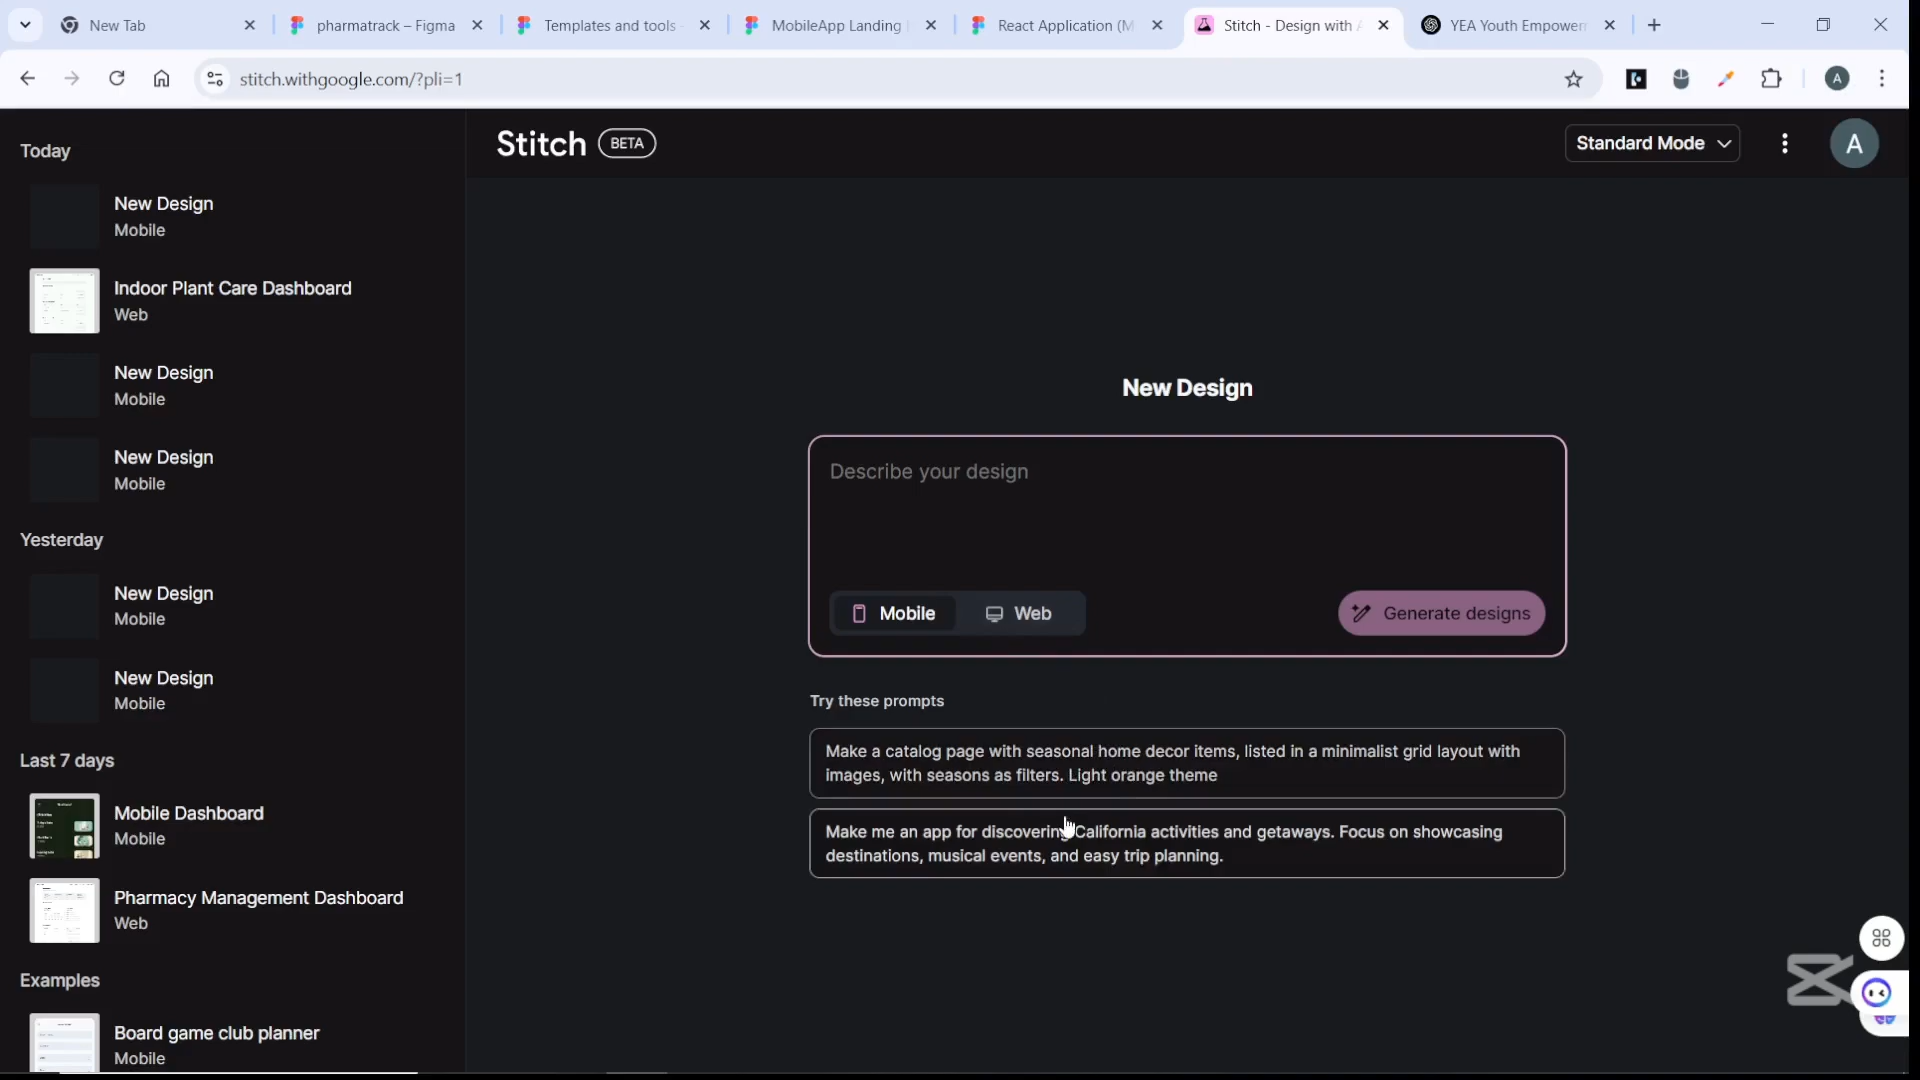 New Tab
pharmatrack – Figma
Templates and tools
MobileApp Landing
React Application (M
Stitch - Design with A
YEA Youth Empower
stitch.withgoogle.com/?pli=1
A
Today
New Design
Mobile
Indoor Plant Care Dashboard
Web
New Design
Mobile
New Design
Mobile
Yesterday
New Design
Mobile
New Design
Mobile
Last 7 days
Mobile Dashboard
Mobile
Pharmacy Management Dashboard
Web
Examples
Board game club planner
Mobile
Stitch BETA
Standard Mode
A
New Design
Describe your design
Mobile
Web
Generate designs
Try these prompts
Make a catalog page with seasonal home decor items, listed in a minimalist grid layout with
images, with seasons as filters. Light orange theme
Make me an app for discovering California activities and getaways. Focus on showcasing
destinations, musical events, and easy trip planning.